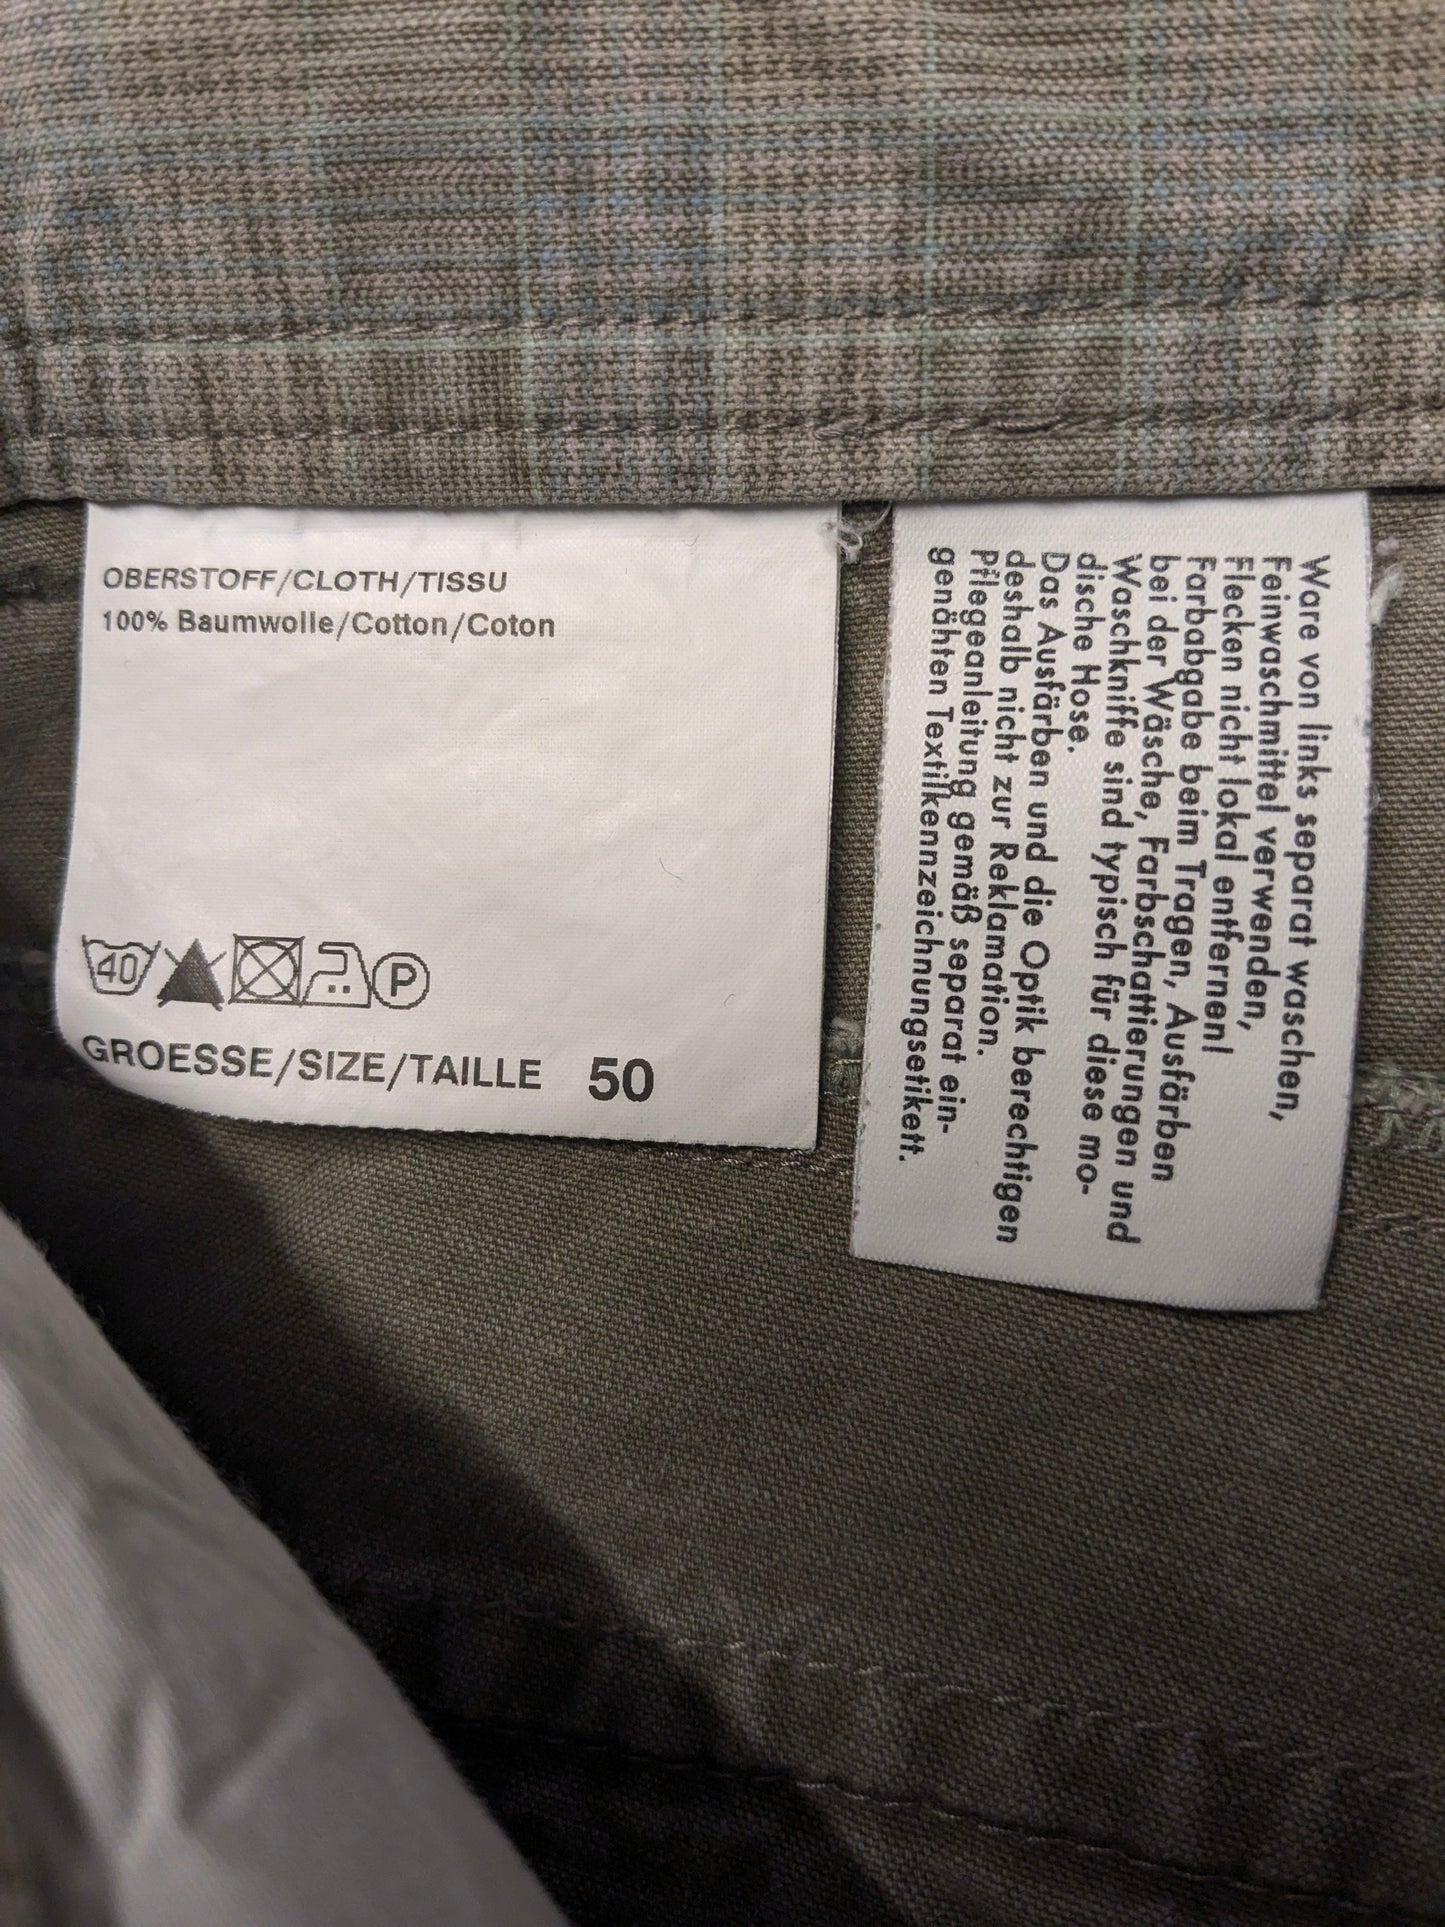 OBERSTOFF/CLOTH/TISSU
100% Baumwolle/Cotton/Coton
40
P
GROESSE/SIZE/TAILLE 50
Ware von links separat waschen,
Feinwaschmittel verwenden,
Flecken nicht lokal entfernen!
Farbabgabe beim Tragen, Ausfärben
bei der Wäsche, Farbschattierungen und
Waschkniffe sind typisch für diese mo-
dische Hose.
Das Ausfärben und die Optik berechtigen
deshalb nicht zur Reklamation.
Pflegeanleitung gemäß separat ein-
genähten Textilkennzeichnungsetikett.